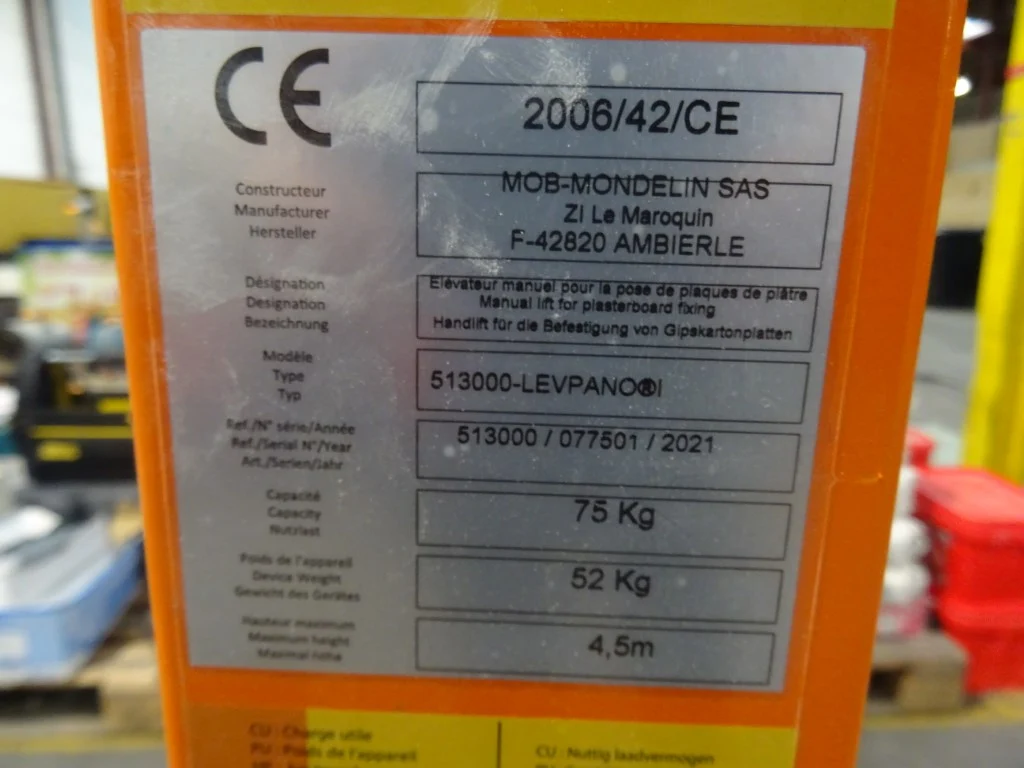 CE
2006/42/CE
Constructeur
Manufacturer
Hersteller
MOB-MONDELIN SAS
ZI Le Maroquin
F-42820 AMBIERLE
Désignation
Designation
Bezeichnung
Elévateur manuel pour la pose de plaques de plâtre
Manual lift for plasterboard fixing
Handlift für die Befestigung von Gipskartonplatten
Modèle
Type
Typ
513000-LEVPANO®I
Ref./N° série/Année
Ref./Serial N°/Year
Art./Serien/Jahr
513000 / 077501 / 2021
Capacité
Capacity
Nutzlast
75 Kg
Poids de l'appareil
Device Weight
Gewicht des Gerätes
52 Kg
Hauteur maximum
Maximum height
Maximal höhe
4,5m
CU : Charge utile
PU : Poids de l'appareil
CU : Nuttig laadvermogen